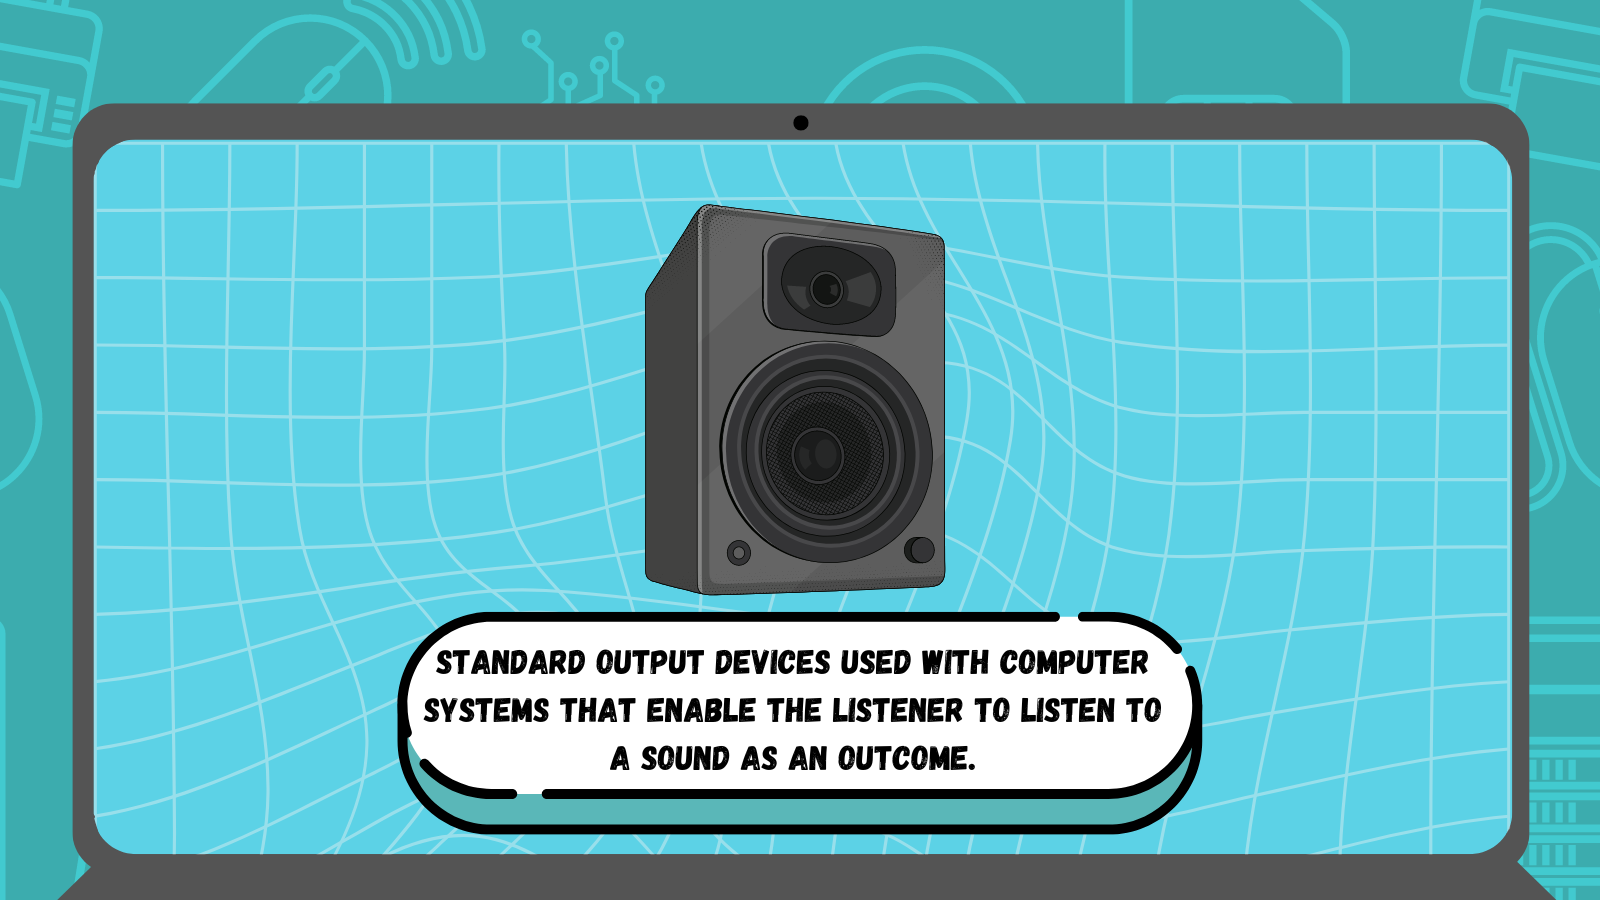 STANDARD OUTPUT DEVICES USED WITH COMPUTER
SYSTEMS THAT ENABLE THE LISTENER TO LISTEN TO
A SOUND AS AN OUTCOME.